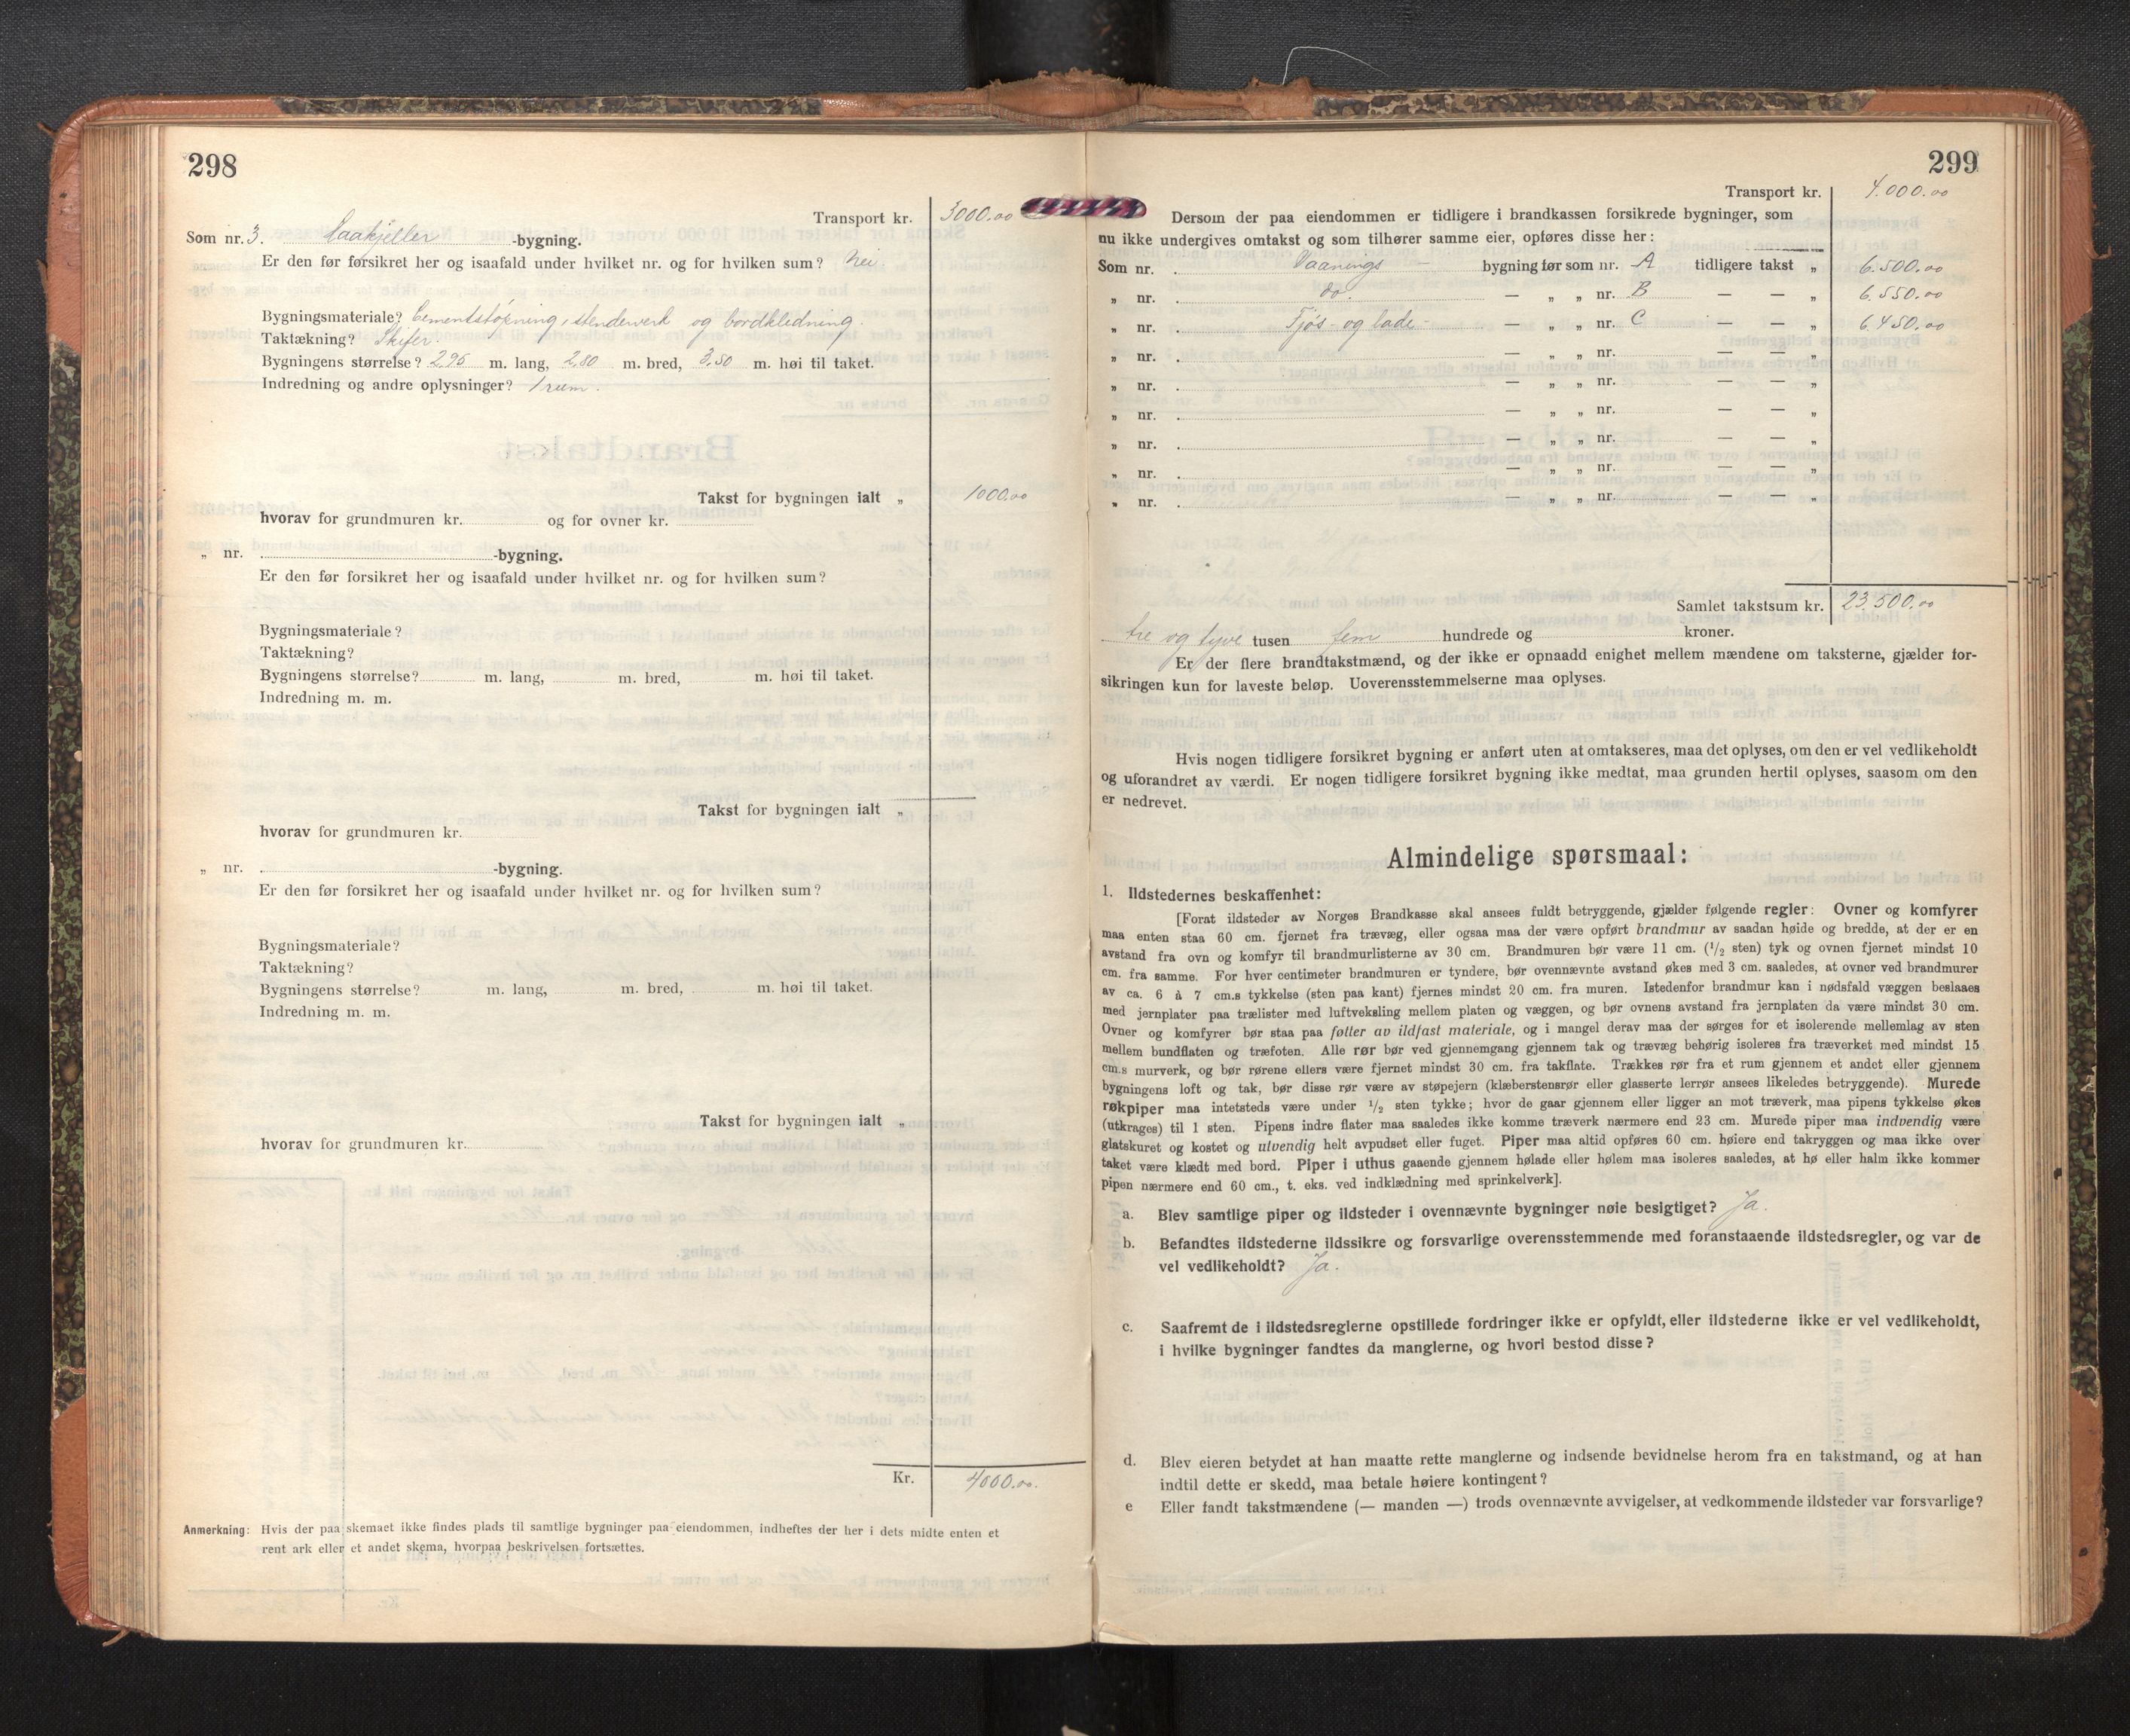 298
Transport kr. 3000.00
Som nr. 3. Saakjeller -bygning.
Er den før forsikret her og isaafald under hvilket nr. og for hvilken sum? Nei.
Bygningsmateriale? Cementstøpning, stenderverk og bordkledning.
Taktækning? Skifer.
Bygningens størrelse? 2,95 m. lang, 2,80 m. bred, 3,50 m. høi til taket.
Indredning og andre oplysninger? 1 rum.
Takst for bygningen ialt „ 1000.00
hvorav for grundmuren kr. og for ovner kr.
„ nr. -bygning.
Er den før forsikret her og isaafald under hvilket nr. og for hvilken sum?
Bygningsmateriale?
Taktækning?
Bygningens størrelse? m. lang, m. bred, m. høi til taket.
Indredning m. m.
Takst for bygningen ialt „
hvorav for grundmuren kr.
„ nr. -bygning.
Er den før forsikret her og isaafald under hvilket nr. og for hvilken sum?
Bygningsmateriale?
Taktækning?
Bygningens størrelse? m. lang, m. bred, m. høi til taket.
Indredning m. m.
Takst for bygningen ialt „
hvorav for grundmuren kr.
Kr. 4000.00.
Anmerkning: Hvis der paa skemaet ikke findes plads til samtlige bygninger paa eiendommen, indheftes der her i dets midte enten et
rent ark eller et andet skema, hvorpaa beskrivelsen fortsættes.
299
Transport kr. 4.000.00
Dersom der paa eiendommen er tidligere i brandkassen forsikrede bygninger, som
nu ikke undergives omtakst og som tilhører samme eier, opføres disse her:
Som nr. . Vaanings - bygning før som nr. A tidligere takst „ 6.500.00
„ nr. . do. — „ „ nr. B — — „ 6.550.00
„ nr. . Fjøs- og lade- — „ „ nr. C — — „ 6.450.00
„ nr. . — „ „ nr. — — „
„ nr. . — „ „ nr. — — „
„ nr. . — „ „ nr. — — „
„ nr. . — „ „ nr. — — „
„ nr. . — „ „ nr. — — „
„ nr. . — „ „ nr. — — „
Samlet takstsum kr. 23.500.00
tre og tyve tusen fem hundrede og kroner.
Er der flere brandtakstmænd, og der ikke er opnaadd enighet mellem mændene om taksterne, gjælder for-
sikringen kun for laveste beløp. Uoverensstemmelserne maa oplyses.
Hvis nogen tidligere forsikret bygning er anført uten at omtakseres, maa det oplyses, om den er vel vedlikeholdt
og uforandret av værdi. Er nogen tidligere forsikret bygning ikke medtat, maa grunden hertil oplyses, saasom om den
er nedrevet.
Almindelige spørsmaal:
1. Ildstedernes beskaffenhet:
[Forat ildsteder av Norges Brandkasse skal ansees fuldt betryggende, gjælder følgende regler: Ovner og komfyrer
maa enten staa 60 cm. fjernet fra trævæg, eller ogsaa maa der være opført brandmur av saadan høide og bredde, at der er en
avstand fra ovn og komfyr til brandmurlisterne av 30 cm. Brandmuren bør være 11 cm. (1/2 sten) tyk og ovnen fjernet mindst 10
cm. fra samme. For hver centimeter brandmuren er tyndere, bør ovennævnte avstand økes med 3 cm. saaledes, at ovner ved brandmurer
av ca. 6 à 7 cm.s tykkelse (sten paa kant) fjernes mindst 20 cm. fra muren. Istedenfor brandmur kan i nødsfald væggen beslaaes
med jernplater paa trælister med luftveksling mellem platen og væggen, og bør ovnens avstand fra jernplaten da være mindst 30 cm.
Ovner og komfyrer bør staa paa føtter av ildfast materiale, og i mangel derav maa der sørges for et isolerende mellemlag av sten
mellem bundflaten og træfoten. Alle rør bør ved gjennemgang gjennem tak og trævæg behørig isoleres fra træverket med mindst 15
cm.s murverk, og bør rørene ellers være fjernet mindst 30 cm. fra takflate. Trækkes rør fra et rum gjennem et andet eller gjennem
bygningens loft og tak, bør disse rør være av støpejern (klæberstensrør eller glasserte lerrør ansees likeledes betryggende). Murede
røkpiper maa intetsteds være under 1/2 sten tykke; hvor de gaar gjennem eller ligger an mot træverk, maa pipens tykkelse økes
(utkrages) til 1 sten. Pipens indre flater maa saaledes ikke komme træverk nærmere end 23 cm. Murede piper maa indvendig være
glatskuret og kostet og utvendig helt avpudset eller fuget. Piper maa altid opføres 60 cm. høiere end takryggen og maa ikke over
taket være klædt med bord. Piper i uthus gaaende gjennem hølade eller hølem maa isoleres saaledes, at hø eller halm ikke kommer
pipen nærmere end 60 cm., t. eks. ved indklædning med sprinkelverk].
a. Blev samtlige piper og ildsteder i ovennævnte bygninger nøie besigtiget? Ja.
b. Befandtes ildstederne ildssikre og forsvarlige overensstemmende med foranstaaende ildstedsregler, og var de
vel vedlikeholdt? Ja.
c. Saafremt de i ildstedsreglerne opstillede fordringer ikke er opfyldt, eller ildstederne ikke er vel vedlikeholdt,
i hvilke bygninger fandtes da manglerne, og hvori bestod disse?
d. Blev eieren betydet at han maatte rette manglerne og indsende bevidnelse herom fra en takstmand, og at han
indtil dette er skedd, maa betale høiere kontingent?
e Eller fandt takstmændene (— manden —) trods ovennævnte avvigelser, at vedkommende ildsteder var forsvarlige?